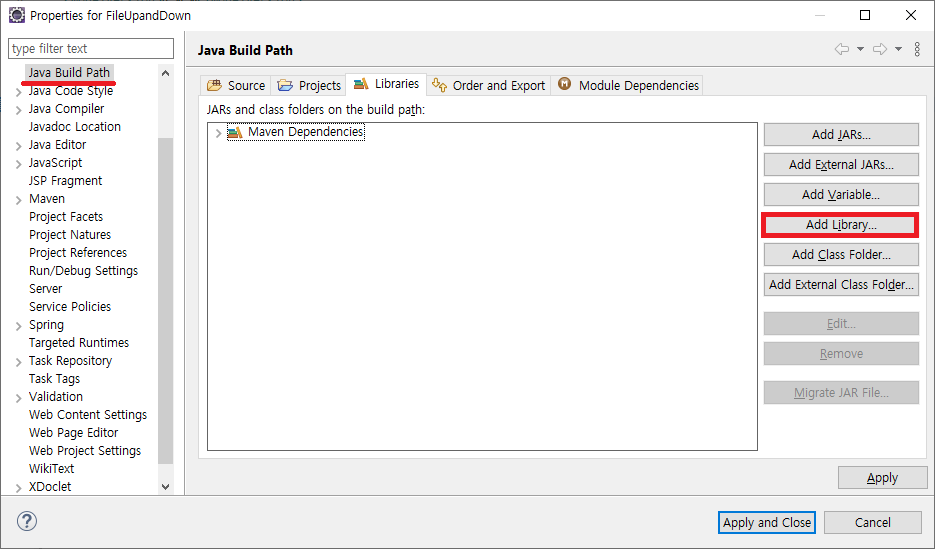 Properties for FileUpandDown
type filter text
Java Build Path
Java Code Style
Java Compiler
Javadoc Location
Java Editor
JavaScript
JSP Fragment
Maven
Project Facets
Project Natures
Project References
Run/Debug Settings
Server
Service Policies
Spring
Targeted Runtimes
Task Repository
Task Tags
Validation
Web Content Settings
Web Page Editor
Web Project Settings
WikiText
XDoclet
Java Build Path
Source Projects Libraries Order and Export M Module Dependencies
JARs and class folders on the build path:
Maven Dependencies
Add JARs...
Add External JARs...
Add Variable...
Add Library...
Add Class Folder...
Add External Class Folder...
Edit...
Remove
Migrate JAR File...
Apply
?
Apply and Close Cancel